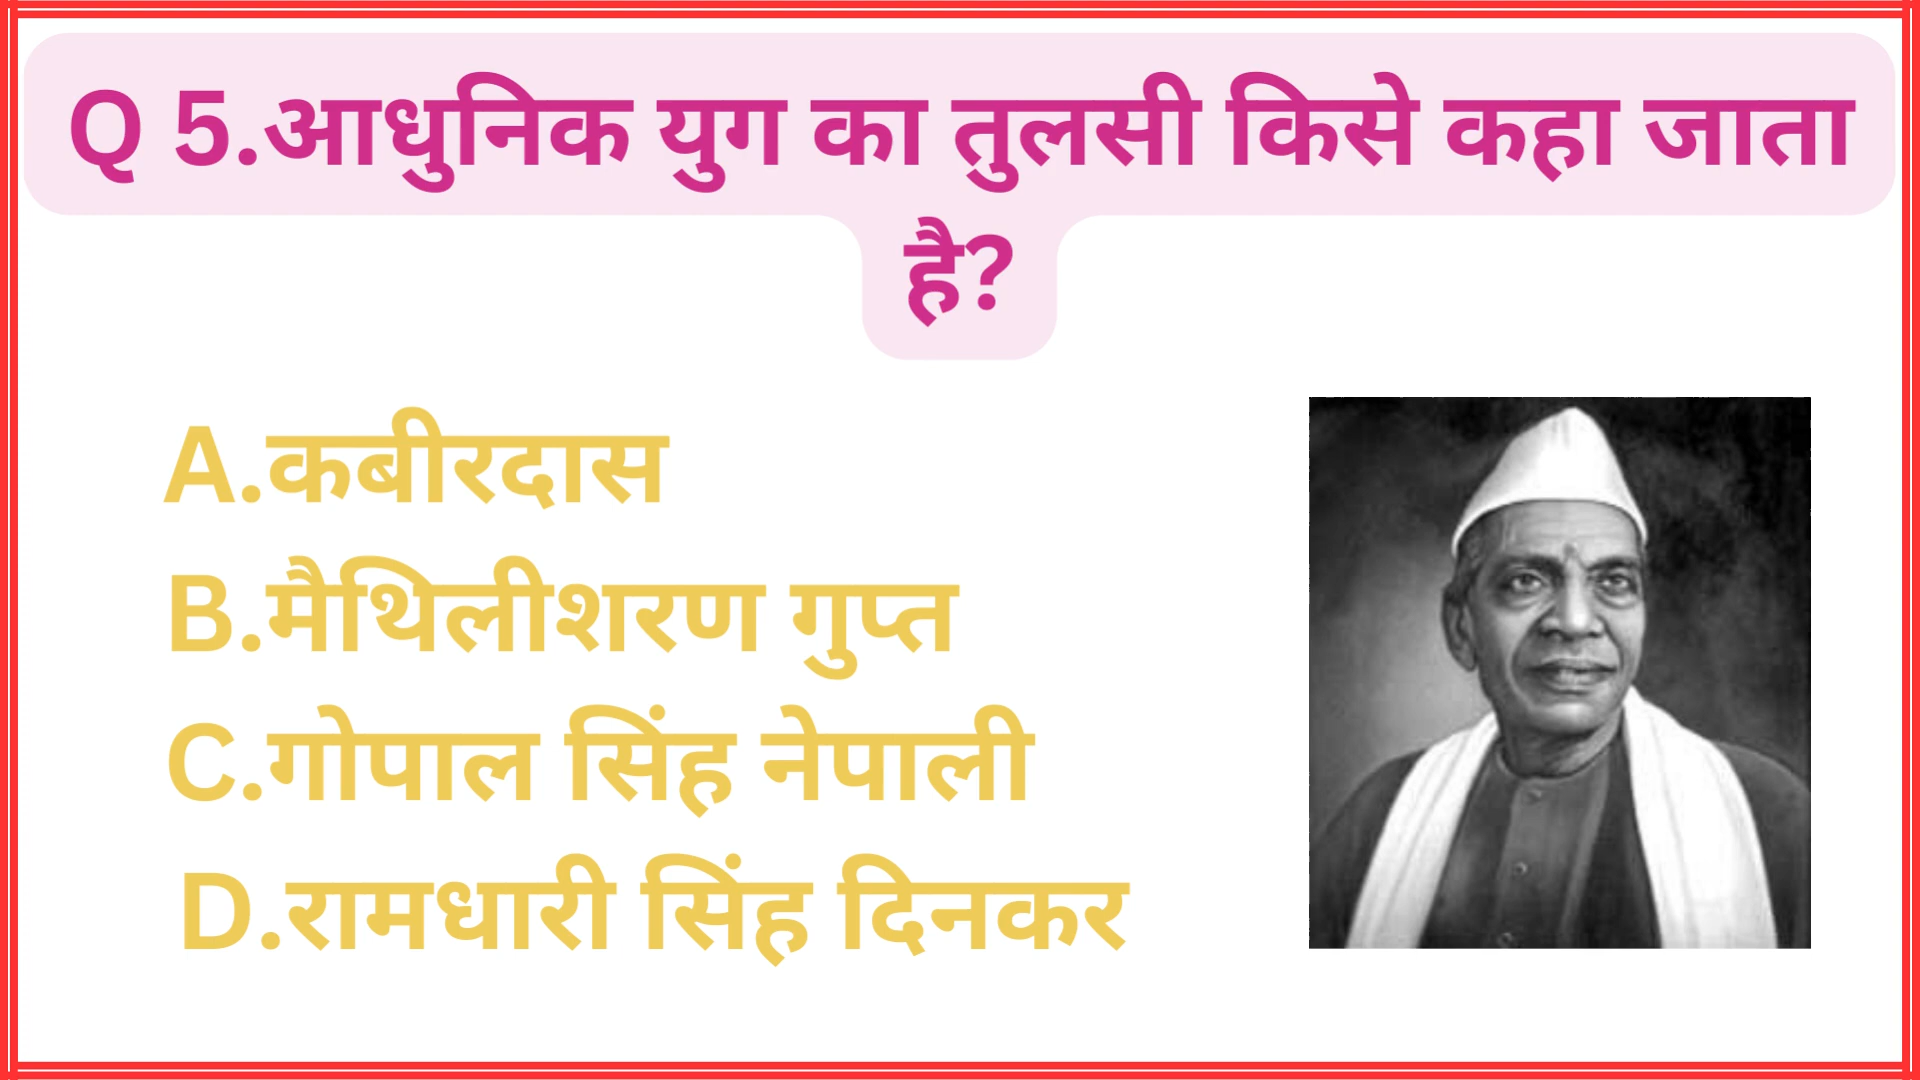 Q 5.आधुनिक युग का तुलसी किसे कहा जाता
है?
A.कबीरदास
B.मैथिलीशरण गुप्त
C.गोपाल सिंह नेपाली
D.रामधारी सिंह दिनकर